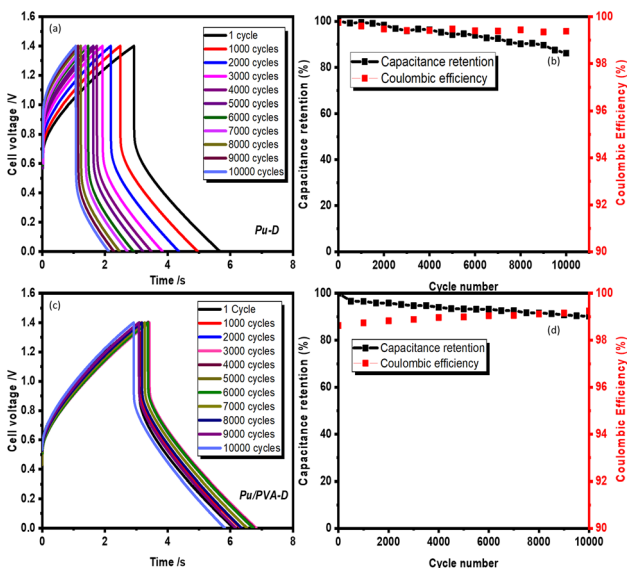 (a)
Cell voltage /V
1.6
1.4
1.2
1.0
0.8
0.6
0.4
0.2
0.0
1 cycle
1000 cycles
2000 cycles
3000 cycles
4000 cycles
5000 cycles
6000 cycles
7000 cycles
8000 cycles
9000 cycles
10000 cycles
Pu-D
0 2 4 6 8
Time /s
(b)
Capacitance retention (%)
100
80
60
40
20
0
Capacitance retention (%)
Coulombic efficiency
Coulombic Efficiency(%)
100
99
98
96
94
93
92
90
0 2000 4000 6000 8000 10000
Cycle number
(c)
Cell voltage /V
1.6
1.4
1.2
1.0
0.8
0.6
0.4
0.2
0.0
1 Cycle
1000 cycles
2000 cycles
3000 cycles
4000 cycles
5000 cycles
6000 cycles
7000 cycles
8000 cycles
9000 cycles
10000 cycles
Pu/PVA-D
0 2 4 6 8
Time /s
(d)
Capacitance retention (%)
100
80
60
40
20
0
Capacitance retention (%)
Coulombic efficiency
Coulombic Efficiency(%)
100
99
98
96
94
93
92
90
0 2000 4000 6000 8000 10000
Cycle number